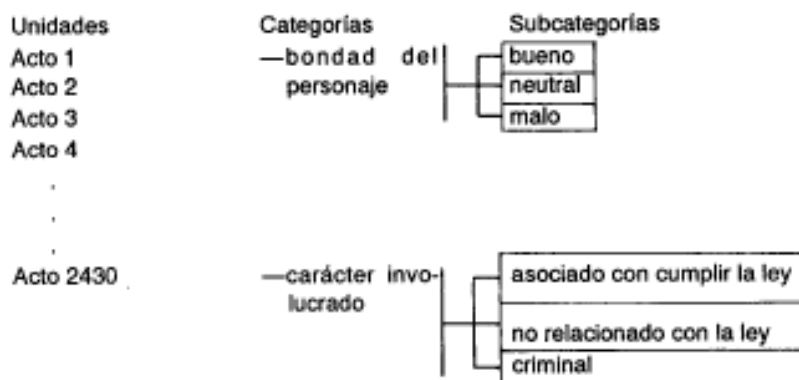 Unidades Categorías Subcategorías
Acto 1 —bondad del bueno
Acto 2 personaje neutral
Acto 3 malo
Acto 4
.
.
.
Acto 2430 —carácter invo- asociado con cumplir la ley
lucrado
no relacionado con la ley
criminal